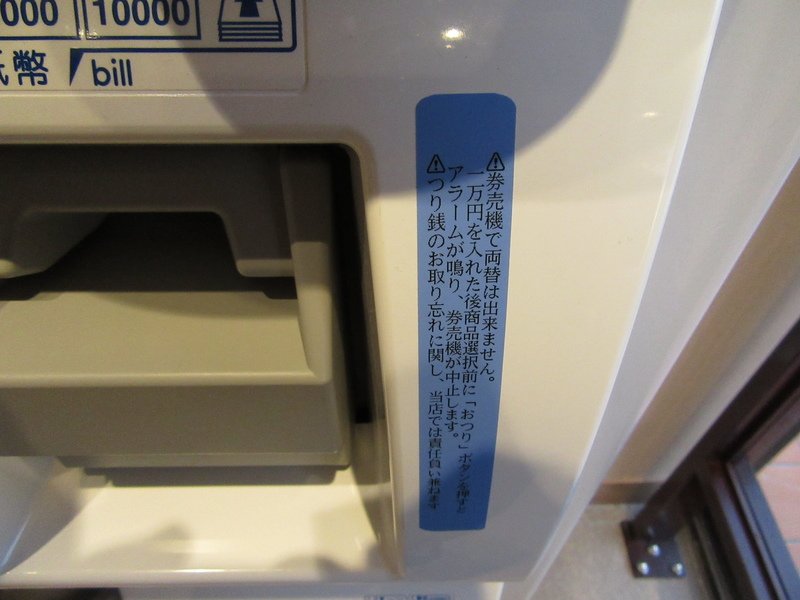 000
10000
紙幣
bill
⚠券売機で両替は出来ません。
一万円を入れた後商品選択前に「おつり」ボタンを押すと
アラームが鳴り、券売機が中止します。
⚠つり銭のお取り忘れに関し、当店では責任負い兼ねます